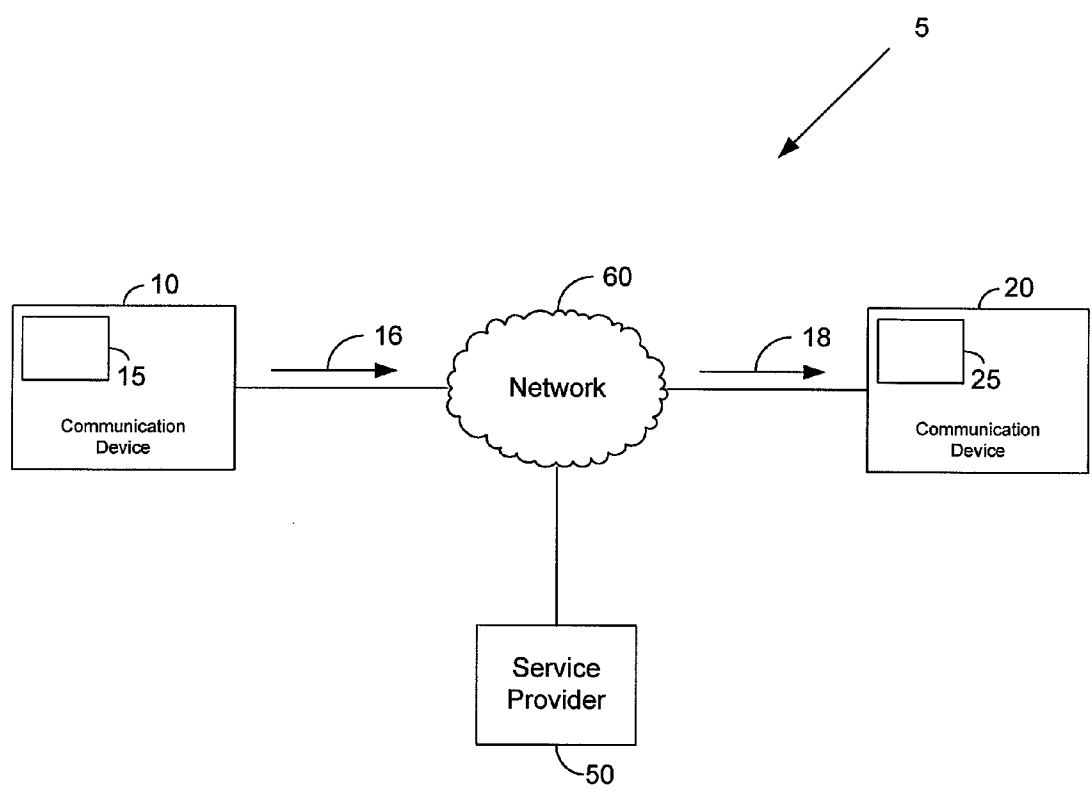 5
10
60
20
16
18
15
25
Network
Communication
Device
Communication
Device
Service
Provider
50